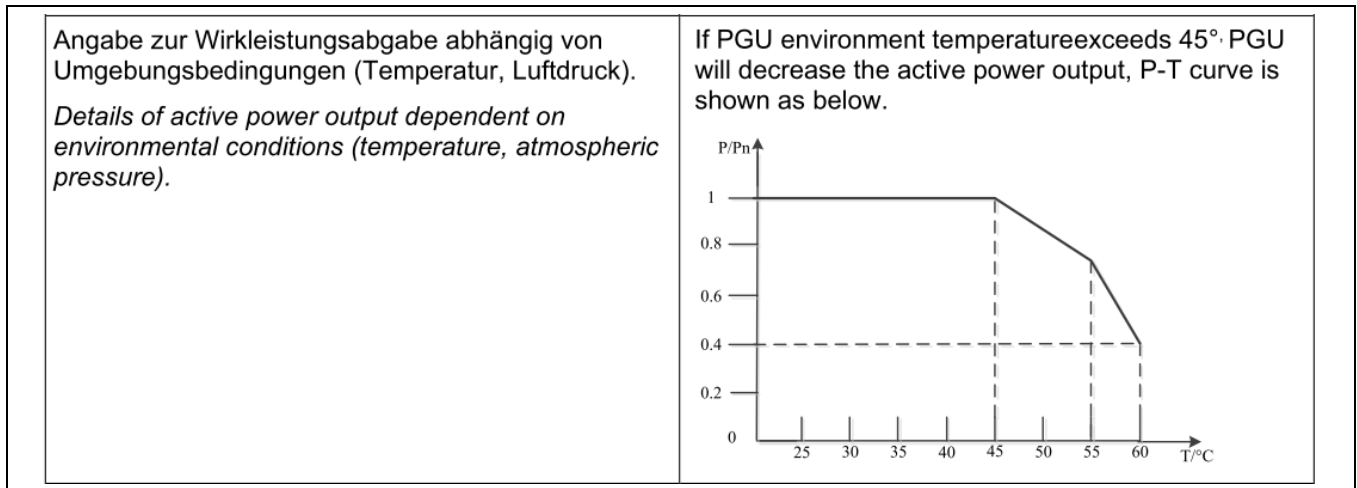 Angabe zur Wirkleistungsabgabe abhängig von
Umgebungsbedingungen (Temperatur, Luftdruck).
Details of active power output dependent on
environmental conditions (temperature, atmospheric
pressure).
If PGU environment temperatureexceeds 45°, PGU
will decrease the active power output, P-T curve is
shown as below.
P/Pn
1
0.8
0.6
0.4
0.2
0
25 30 35 40 45 50 55 60 T/°C